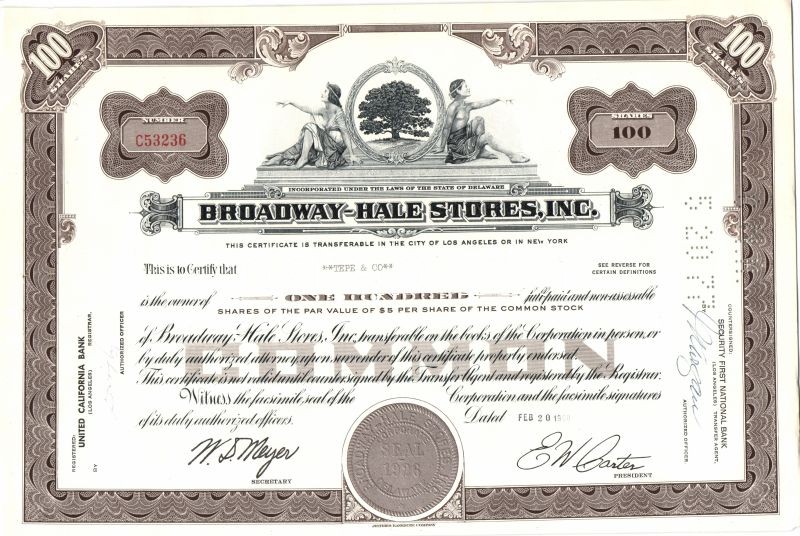 100
SHARES
100
SHARES
NUMBER
C53236
SHARES
100
INCORPORATED UNDER THE LAWS OF THE STATE OF DELAWARE
BROADWAY-HALE STORES, INC.
THIS CERTIFICATE IS TRANSFERABLE IN THE CITY OF LOS ANGELES OR IN NEW YORK
This is to Certify that
**TEPE & CO**
SEE REVERSE FOR
CERTAIN DEFINITIONS
is the owner of ONE HUNDRED full paid and non-assessable
SHARES OF THE PAR VALUE OF $5 PER SHARE OF THE COMMON STOCK
of Broadway-Hale Stores, Inc., transferable on the books of the Corporation in person, or
by duly authorized attorney, upon surrender of this certificate properly endorsed.
COMMON
This certificate is not valid until countersigned by the Transfer Agent and registered by the Registrar.
Witness the facsimile seal of the Corporation and the facsimile signatures
of its duly authorized officers.
Dated FEB 20
SEAL
1926
W. S. Meyer
SECRETARY
E W Carter
PRESIDENT
REGISTERED:
UNITED CALIFORNIA BANK
(LOS ANGELES) REGISTRAR,
BY
AUTHORIZED OFFICER
COUNTERSIGNED:
SECURITY FIRST NATIONAL BANK
(LOS ANGELES) TRANSFER AGENT,
BY
AUTHORIZED OFFICER
JEFFRIES BANKNOTE COMPANY